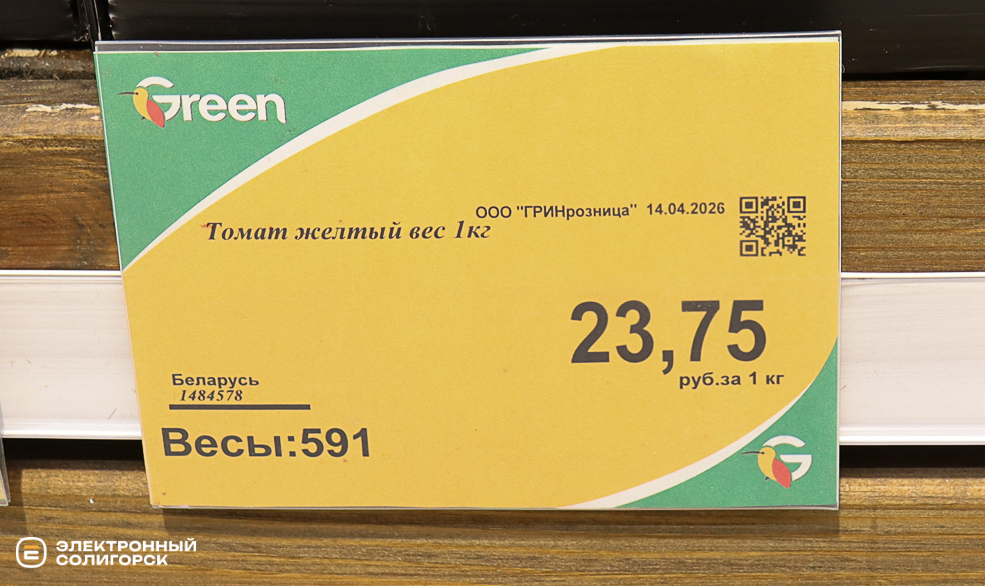 Green
ООО "ГРИНрозница" 14.04.2026
Томат желтый вес 1кг
23,75
руб.за 1 кг
Беларусь
1484578
Весы:591
G
ЭЛЕКТРОННЫЙ
СОЛИГОРСК